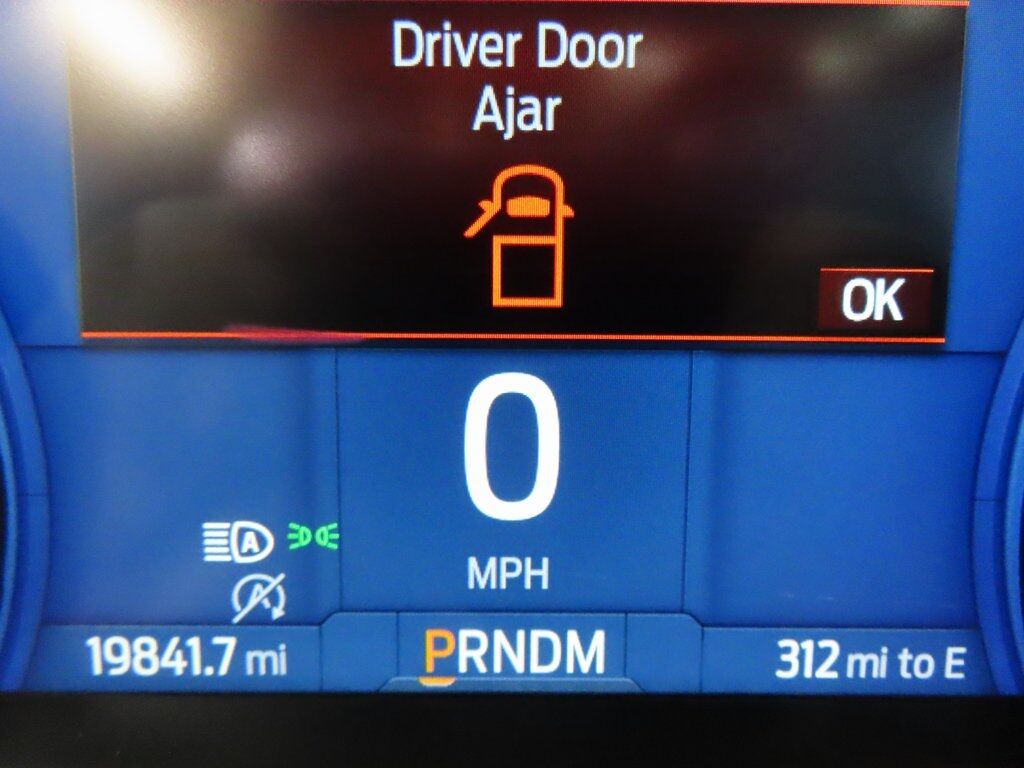 Driver Door
Ajar
OK
0
MPH
A
A
19841.7 mi
PRNDM
312 mi to E